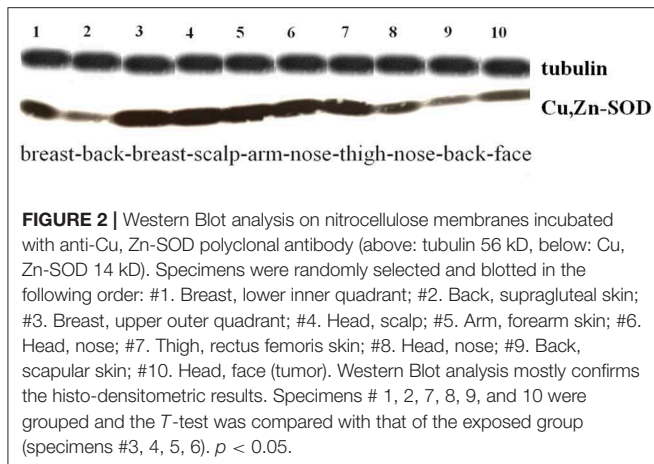 1 2 3 4 5 6 7 8 9 10
tubulin
Cu,Zn-SOD
breast-back-breast-scalp-arm-nose-thigh-nose-back-face
FIGURE 2 | Western Blot analysis on nitrocellulose membranes incubated
with anti-Cu, Zn-SOD polyclonal antibody (above: tubulin 56 kD, below: Cu,
Zn-SOD 14 kD). Specimens were randomly selected and blotted in the
following order: #1. Breast, lower inner quadrant; #2. Back, supragluteal skin;
#3. Breast, upper outer quadrant; #4. Head, scalp; #5. Arm, forearm skin; #6.
Head, nose; #7. Thigh, rectus femoris skin; #8. Head, nose; #9. Back,
scapular skin; #10. Head, face (tumor). Western Blot analysis mostly confirms
the histo-densitometric results. Specimens # 1, 2, 7, 8, 9, and 10 were
grouped and the T-test was compared with that of the exposed group
(specimens #3, 4, 5, 6). p < 0.05.